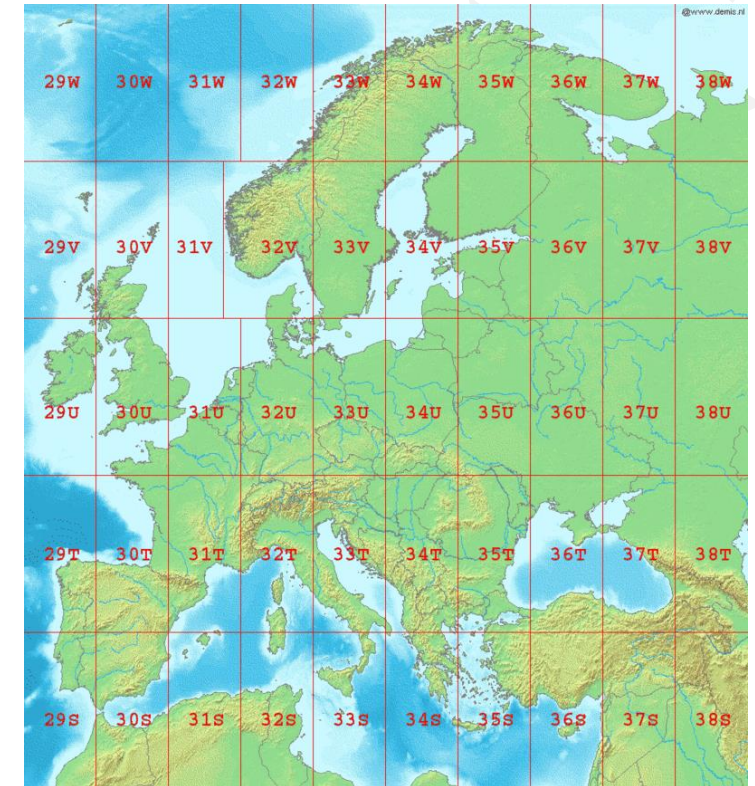 @www.demis.nl
29W 30W 31W 32W 33W 34W 35W 36W 37W 38W
29V 30V 31V 32V 33V 34V 35V 36V 37V 38V
29U 30U 31U 32U 33U 34U 35U 36U 37U 38U
29T 30T 31T 32T 33T 34T 35T 36T 37T 38T
29S 30S 31S 32S 33S 34S 35S 36S 37S 38S